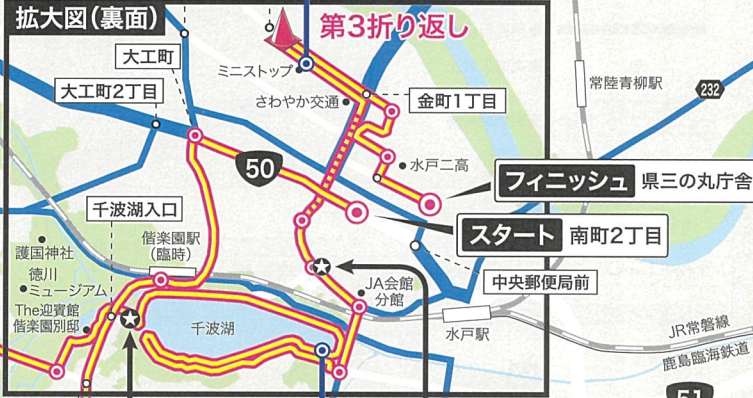 拡大図(裏面)
第3折り返し
大工町
ミニストップ
大工町2丁目
さわやか交通
金町1丁目
常陸青柳駅
232
50
水戸二高
フィニッシュ 県三の丸庁舎
スタート 南町2丁目
千波湖入口
偕楽園駅
(臨時)
護国神社
徳川
ミュージアム
The迎賓館
偕楽園別邸
千波湖
JA会館
分館
中央郵便局前
水戸駅
JR常磐線
鹿島臨海鉄道
51